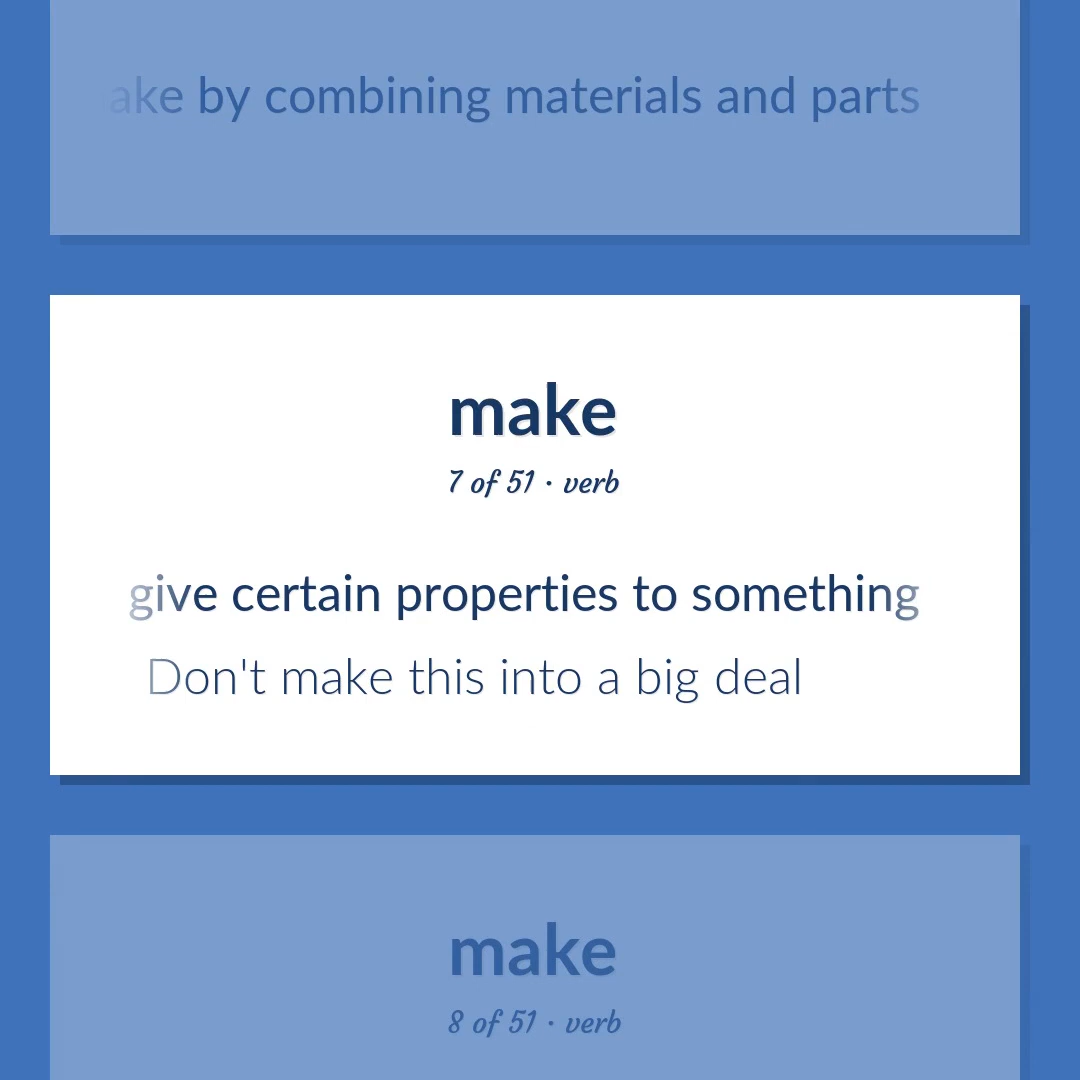 ake by combining materials and parts
make
7 of 51 · verb
give certain properties to something
Don't make this into a big deal
make
8 of 51 · verb